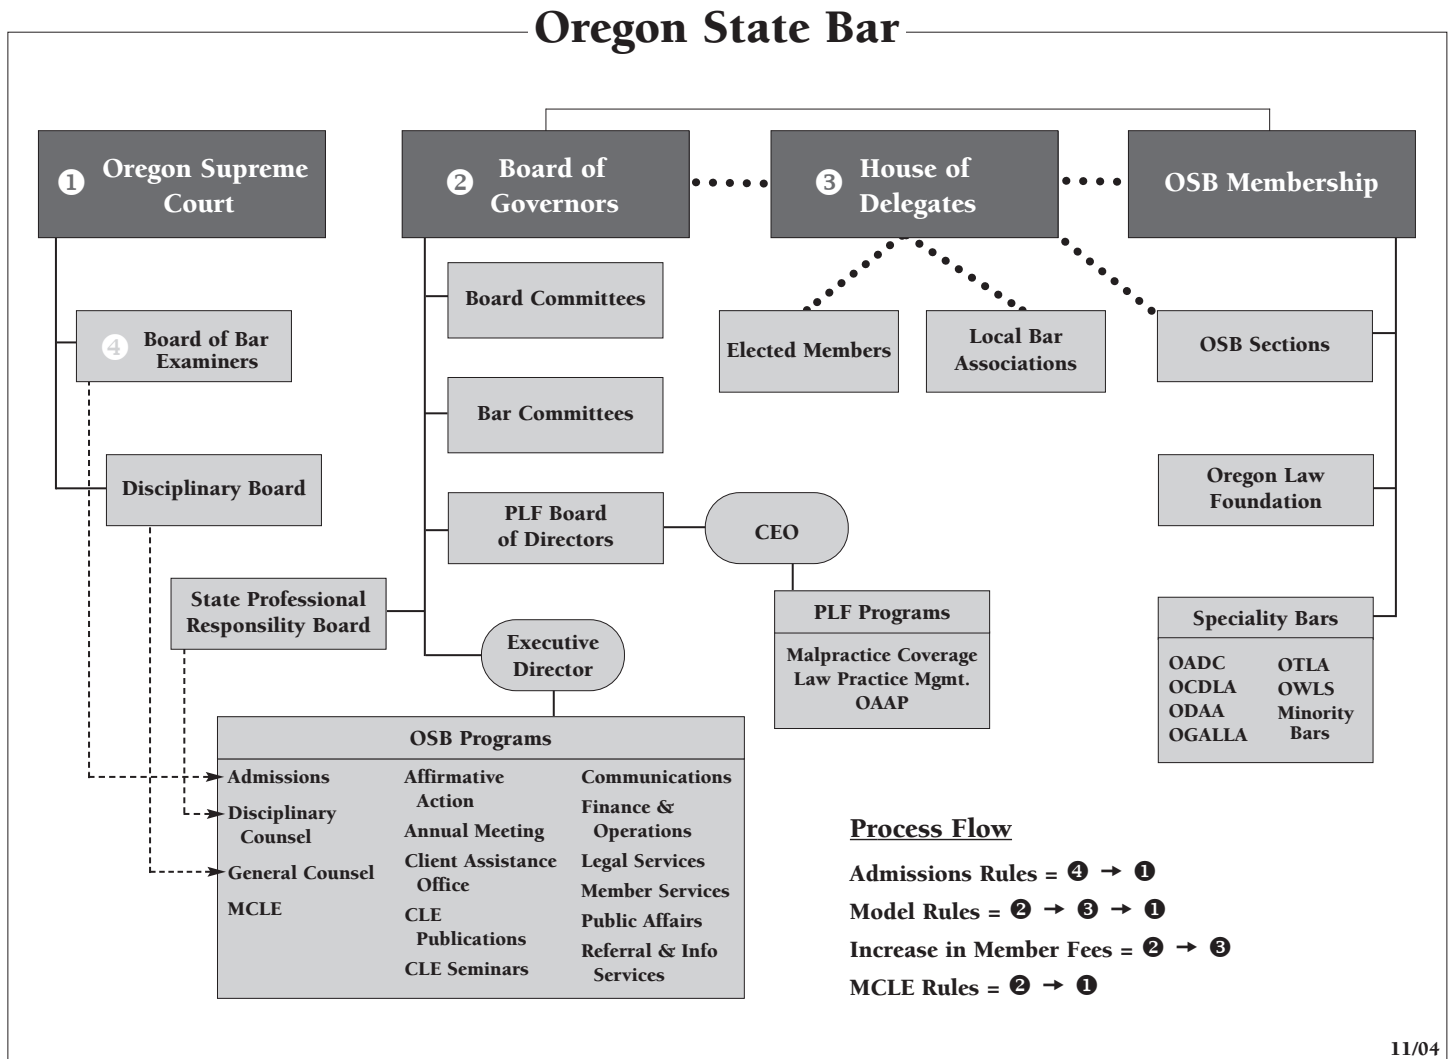 Oregon State Bar
❶ Oregon Supreme
Court
❷ Board of
Governors
❸ House of
Delegates
OSB Membership
❹ Board of Bar
Examiners
Disciplinary Board
Board Committees
Bar Committees
PLF Board
of Directors
CEO
State Professional
Responsility Board
Executive
Director
Elected Members
Local Bar
Associations
OSB Sections
Oregon Law
Foundation
PLF Programs
Malpractice Coverage
Law Practice Mgmt.
OAAP
Speciality Bars
OADC
OCDLA
ODAA
OGALLA
OTLA
OWLS
Minority
Bars
OSB Programs
Admissions
Disciplinary
Counsel
General Counsel
MCLE
Affirmative
Action
Annual Meeting
Client Assistance
Office
CLE
Publications
CLE Seminars
Communications
Finance &
Operations
Legal Services
Member Services
Public Affairs
Referral & Info
Services
Process Flow
Admissions Rules = ❹ → ❶
Model Rules = ❷ → ❸ → ❶
Increase in Member Fees = ❷ → ❸
MCLE Rules = ❷ → ❶
11/04